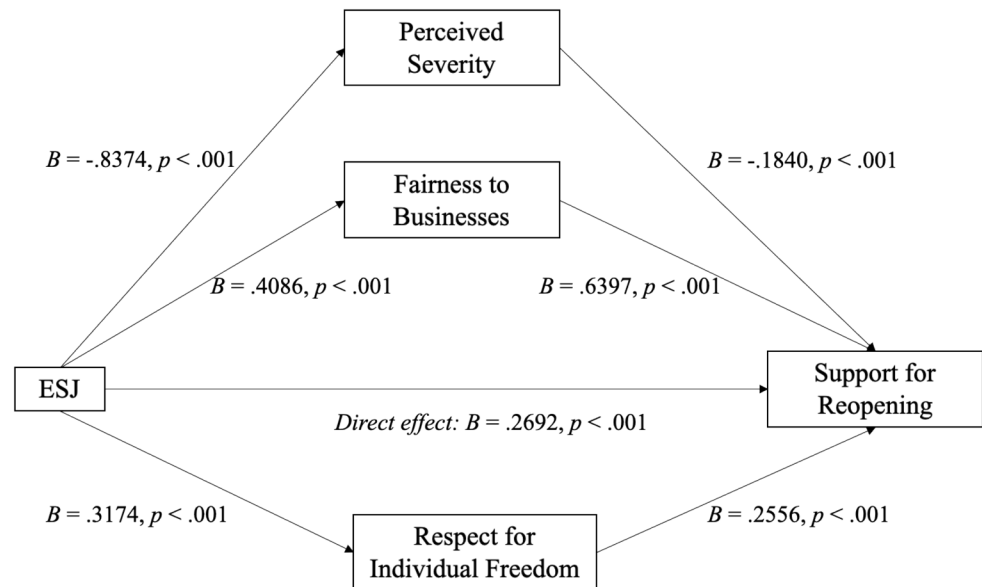 Perceived
Severity
B = -.8374, p < .001
B = -.1840, p < .001
Fairness to
Businesses
B = .4086, p < .001
B = .6397, p < .001
ESJ
Support for
Reopening
Direct effect: B = .2692, p < .001
B = .3174, p < .001
B = .2556, p < .001
Respect for
Individual Freedom